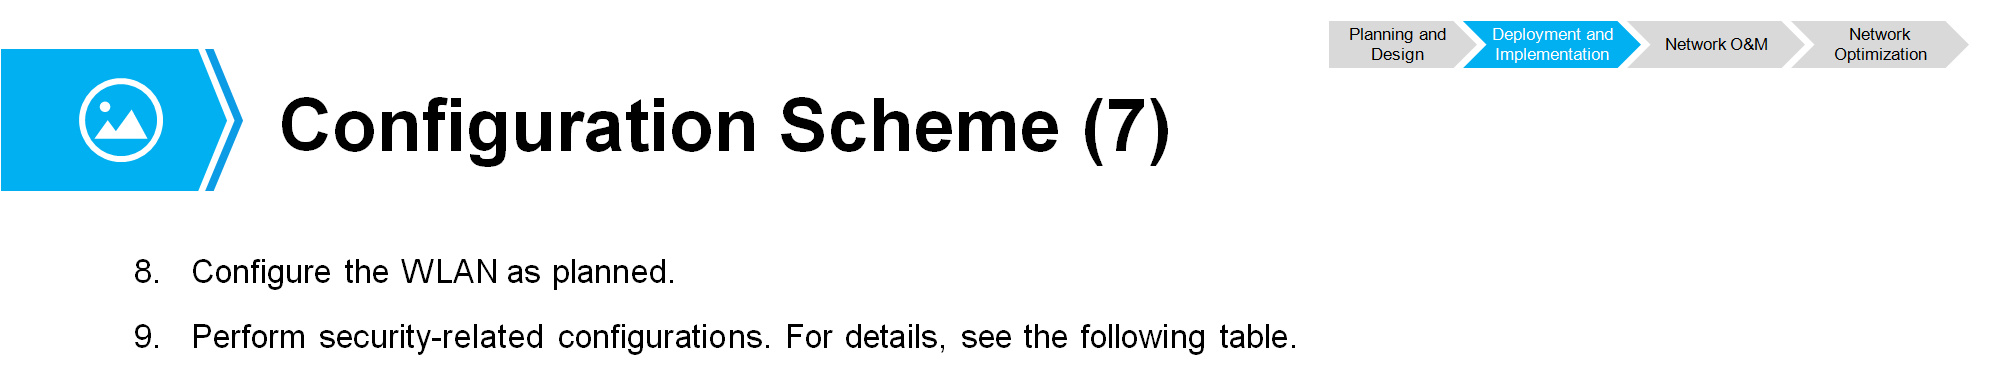 Planning and
Design
Deployment and
Implementation
Network O&M
Network
Optimization
Configuration Scheme (7)
8. Configure the WLAN as planned.
9. Perform security-related configurations. For details, see the following table.